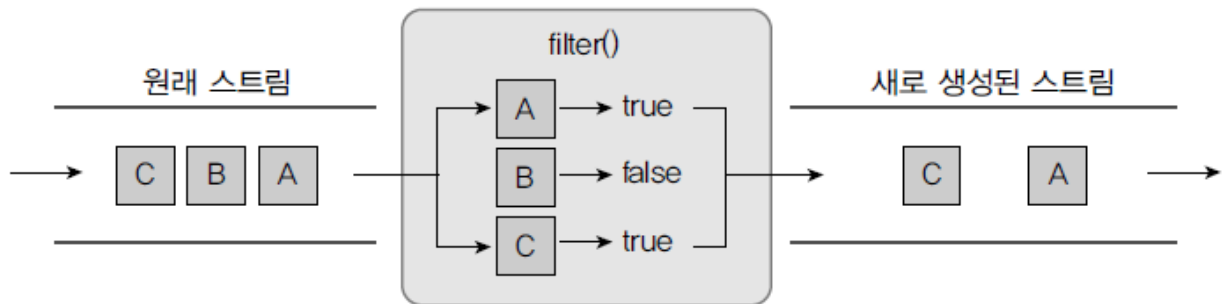 원래 스트림
C B A
filter()
A true
B false
C true
새로 생성된 스트림
C A